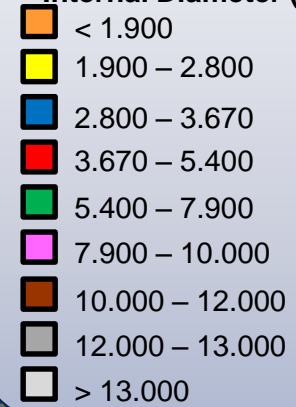 Internal Diameter (
< 1.900
1.900 – 2.800
2.800 – 3.670
3.670 – 5.400
5.400 – 7.900
7.900 – 10.000
10.000 – 12.000
12.000 – 13.000
> 13.000